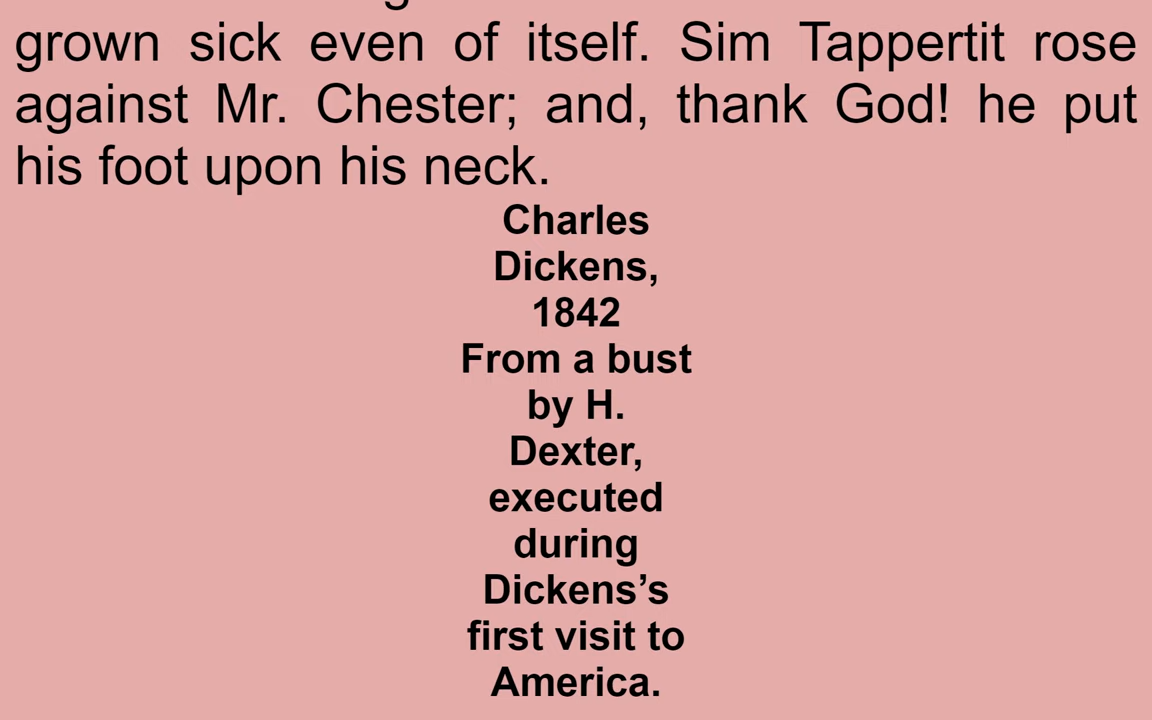 grown sick even of itself. Sim Tappertit rose
against Mr. Chester; and, thank God! he put
his foot upon his neck.
Charles
Dickens,
1842
From a bust
by H.
Dexter,
executed
during
Dickens’s
first visit to
America.